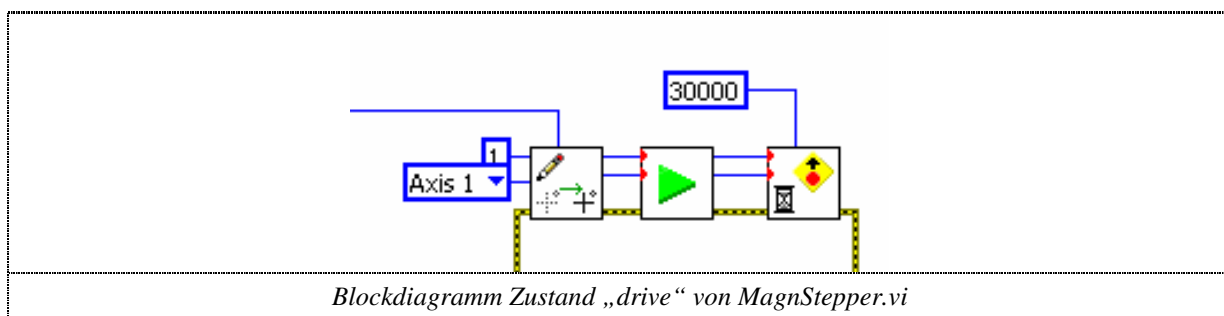 30000
1
Axis 1
Blockdiagramm Zustand „drive“ von MagnStepper.vi